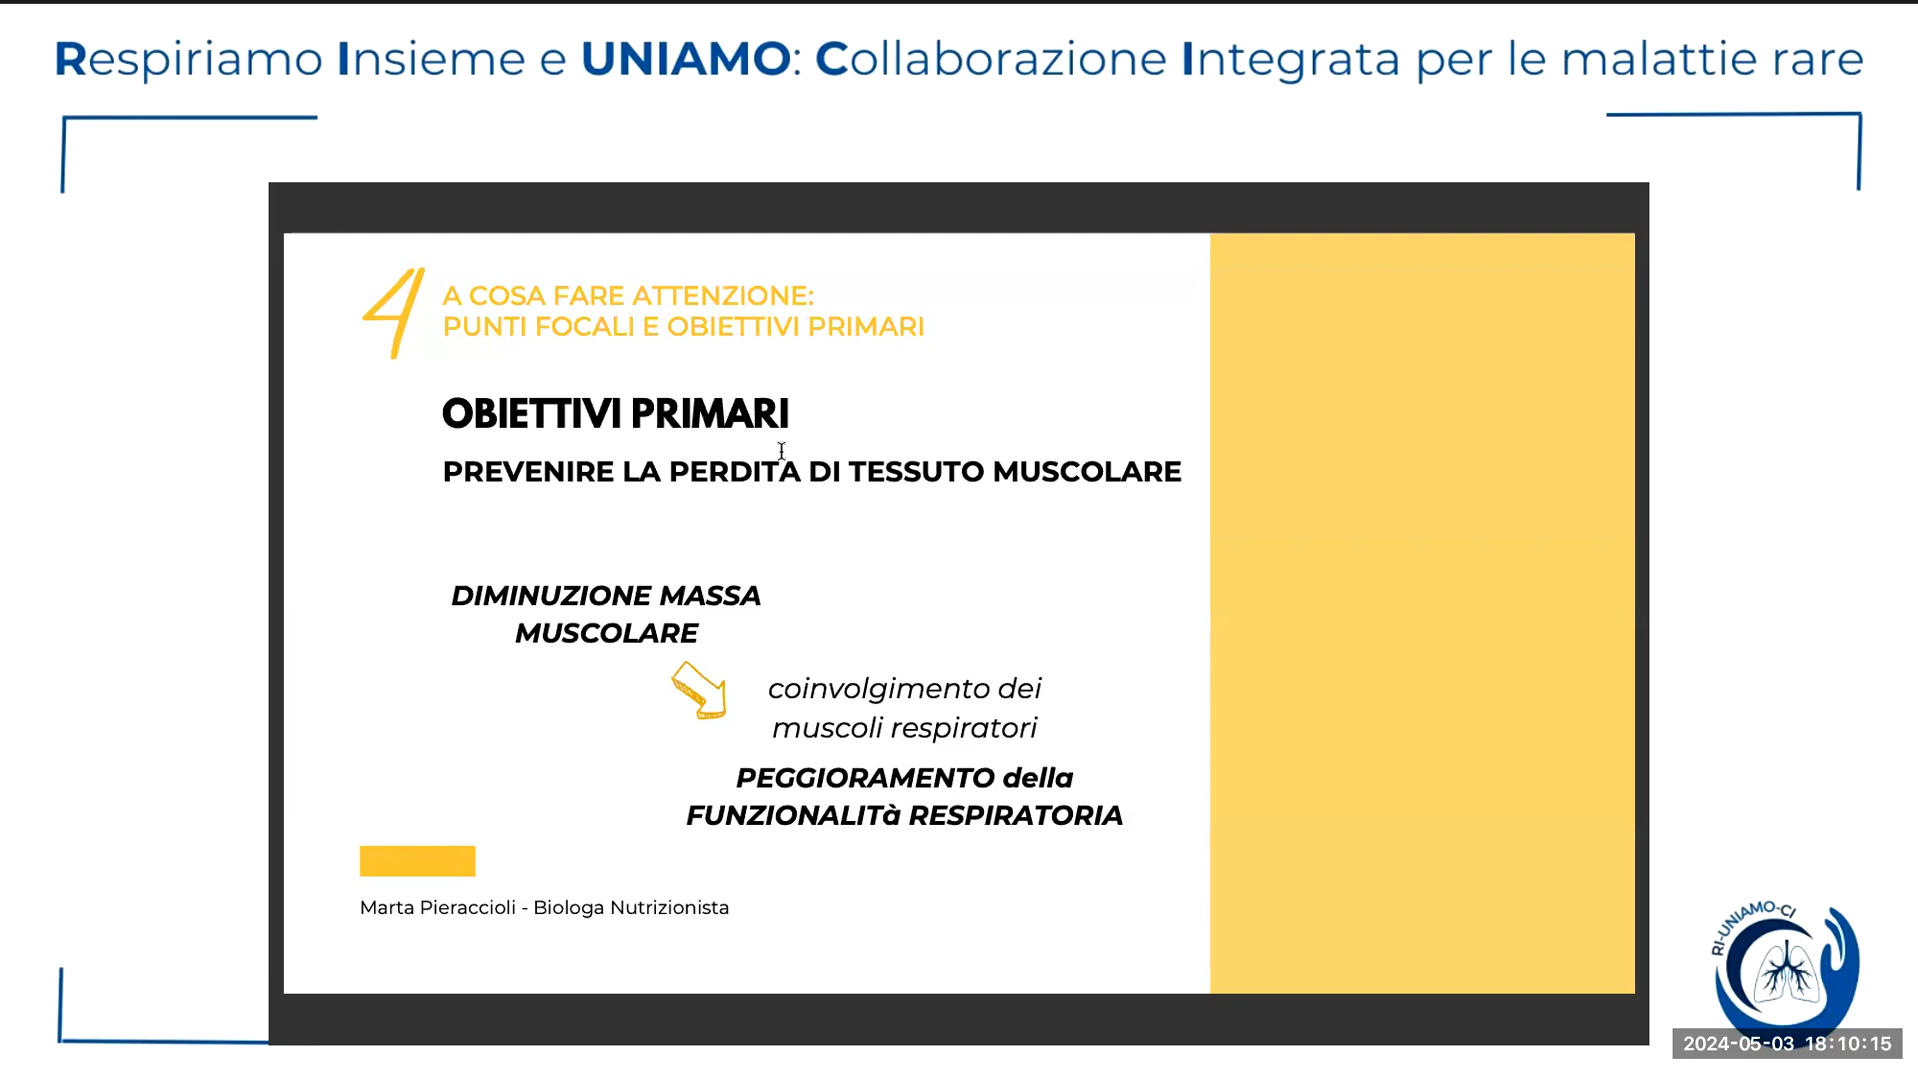 Respiriamo Insieme e UNIAMO: Collaborazione Integrata per le malattie rare
4
A COSA FARE ATTENZIONE:
PUNTI FOCALI E OBIETTIVI PRIMARI
OBIETTIVI PRIMARI
PREVENIRE LA PERDITA DI TESSUTO MUSCOLARE
DIMINUZIONE MASSA
MUSCOLARE
coinvolgimento dei
muscoli respiratori
PEGGIORAMENTO della
FUNZIONALITà RESPIRATORIA
Marta Pieraccioli - Biologa Nutrizionista
RI-UNIAMO-CI
2024-05-03 18:10:15